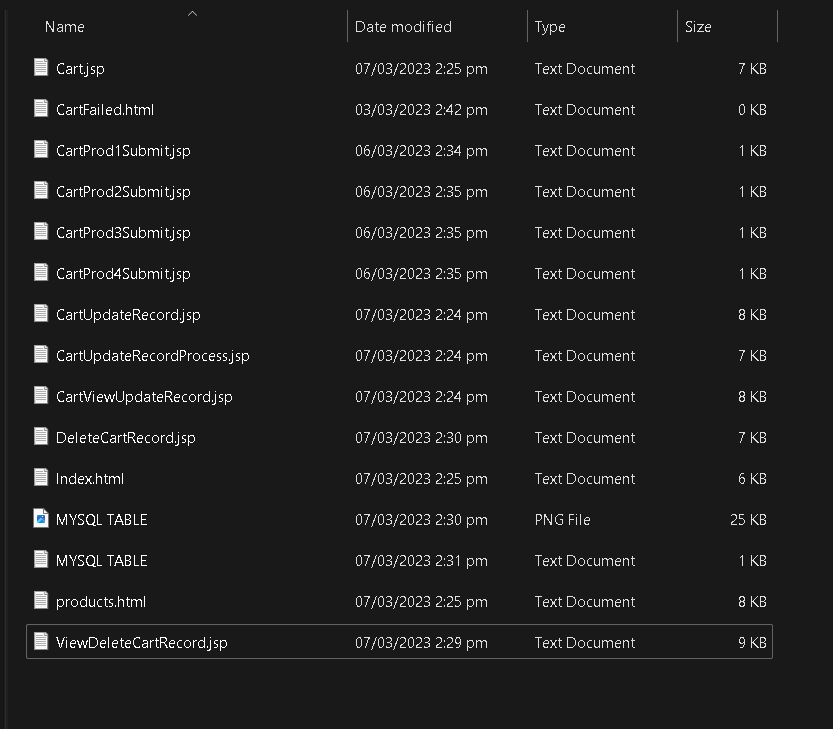 Name Date modified Type Size
Cart.jsp 07/03/2023 2:25 pm Text Document 7 KB
CartFailed.html 03/03/2023 2:42 pm Text Document 0 KB
CartProd1Submit.jsp 06/03/2023 2:34 pm Text Document 1 KB
CartProd2Submit.jsp 06/03/2023 2:35 pm Text Document 1 KB
CartProd3Submit.jsp 06/03/2023 2:35 pm Text Document 1 KB
CartProd4Submit.jsp 06/03/2023 2:35 pm Text Document 1 KB
CartUpdateRecord.jsp 07/03/2023 2:24 pm Text Document 8 KB
CartUpdateRecordProcess.jsp 07/03/2023 2:24 pm Text Document 7 KB
CartViewUpdateRecord.jsp 07/03/2023 2:24 pm Text Document 8 KB
DeleteCartRecord.jsp 07/03/2023 2:30 pm Text Document 7 KB
Index.html 07/03/2023 2:25 pm Text Document 6 KB
MYSQL TABLE 07/03/2023 2:30 pm PNG File 25 KB
MYSQL TABLE 07/03/2023 2:31 pm Text Document 1 KB
products.html 07/03/2023 2:25 pm Text Document 8 KB
ViewDeleteCartRecord.jsp 07/03/2023 2:29 pm Text Document 9 KB